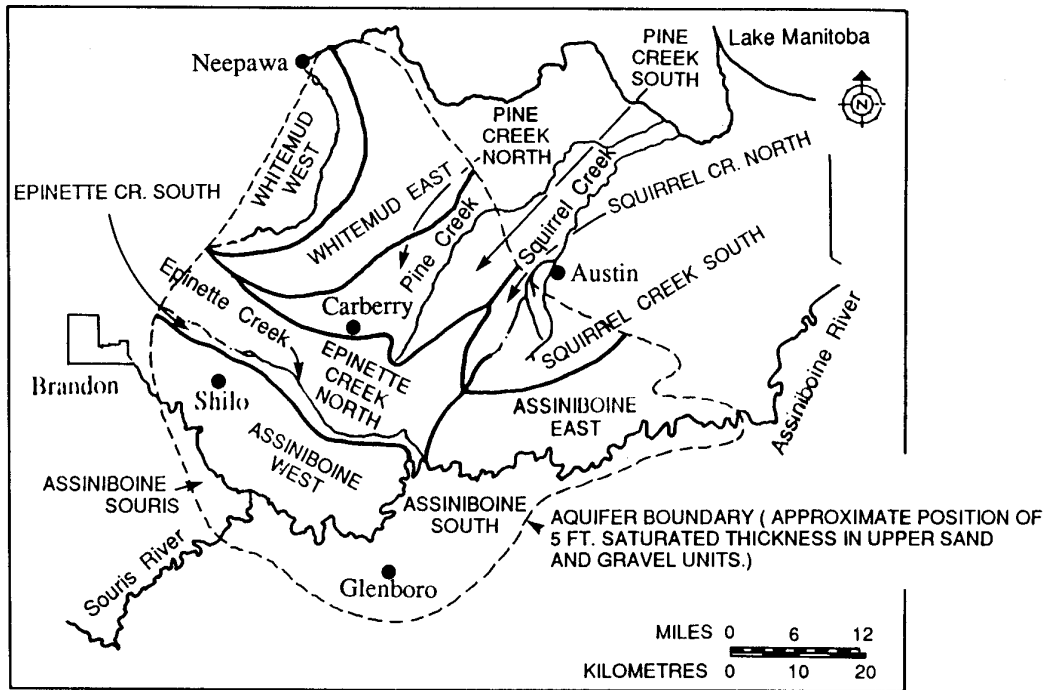 PINE
CREEK
SOUTH
Lake Manitoba
Neepawa
N
PINE
CREEK
NORTH
WHITEMUD
WEST
EPINETTE CR. SOUTH
WHITEMUD EAST
Pine Creek
Squirrel Creek
SQUIRREL CR. NORTH
Austin
SQUIRREL CREEK SOUTH
Epinette Creek
Carberry
EPINETTE
CREEK
NORTH
Brandon
Shilo
ASSINIBOINE
WEST
ASSINIBOINE
EAST
Assiniboine River
ASSINIBOINE
SOURIS
ASSINIBOINE
SOUTH
AQUIFER BOUNDARY ( APPROXIMATE POSITION OF
5 FT. SATURATED THICKNESS IN UPPER SAND
AND GRAVEL UNITS.)
Souris River
Glenboro
MILES 0 6 12
KILOMETRES 0 10 20